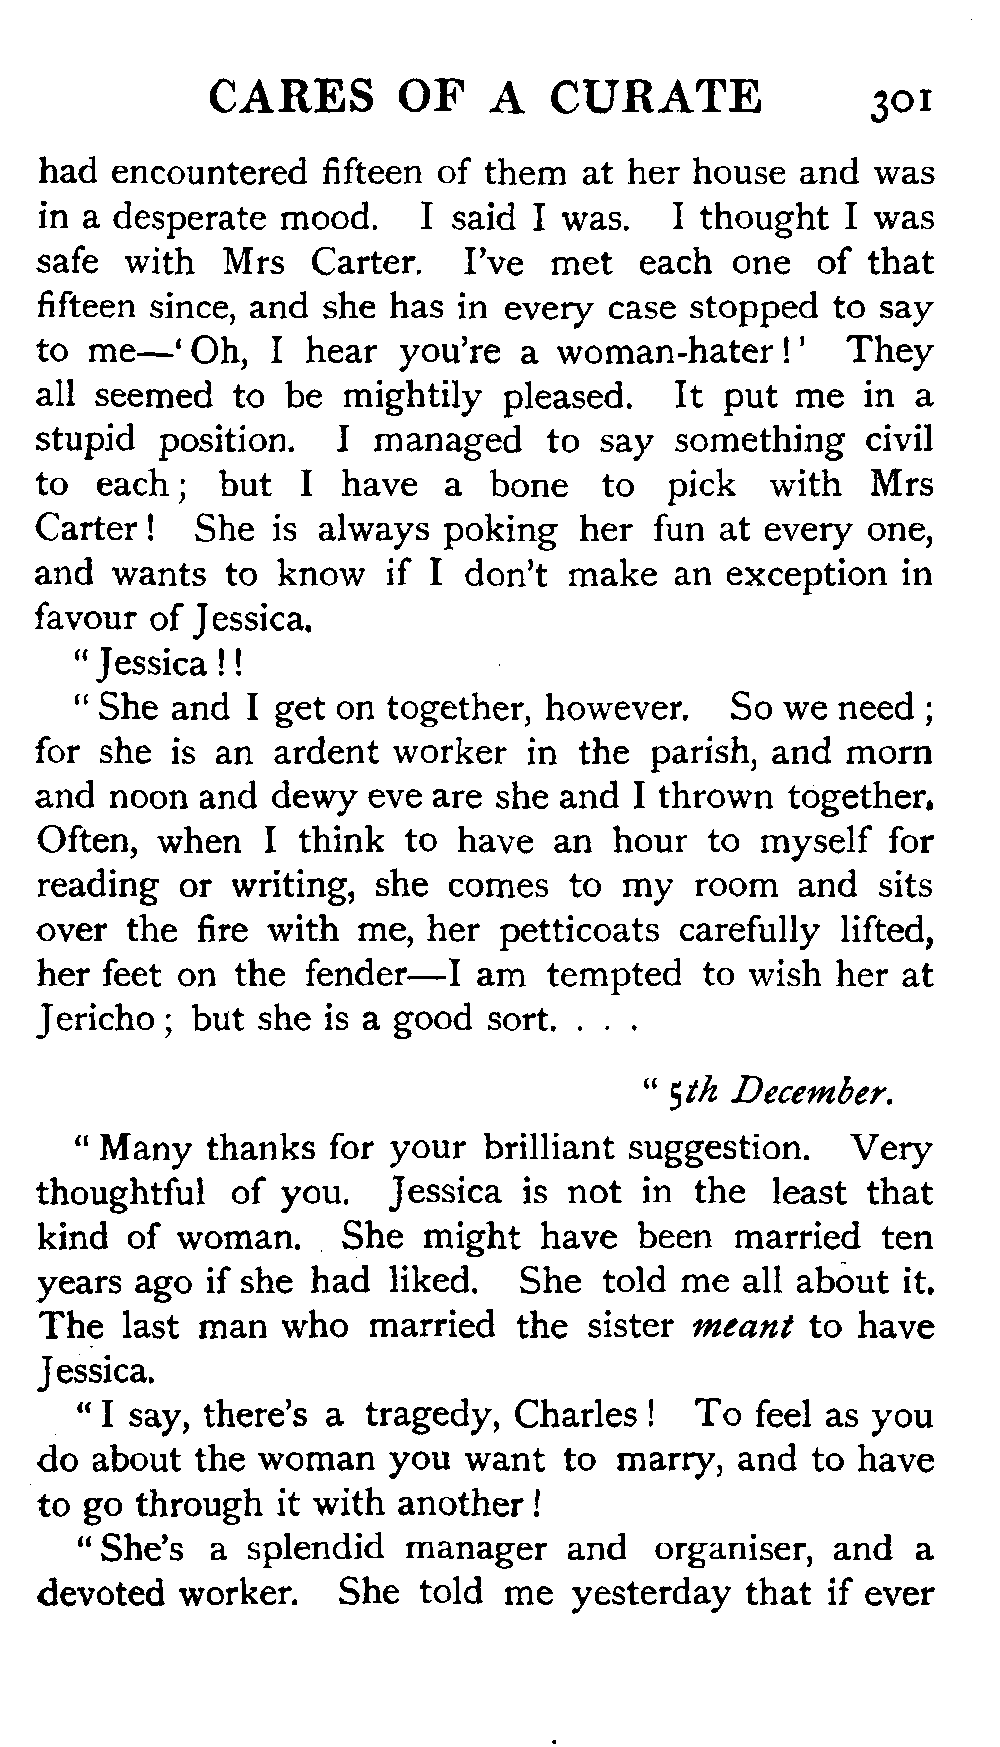 CARES OF A CURATE 301
had encountered fifteen of them at her house and was
in a desperate mood. I said I was. I thought I was
safe with Mrs Carter. I've met each one of that
fifteen since, and she has in every case stopped to say
to me—‘Oh, I hear you're a woman-hater!’ They
all seemed to be mightily pleased. It put me in a
stupid position. I managed to say something civil
to each; but I have a bone to pick with Mrs
Carter! She is always poking her fun at every one,
and wants to know if I don't make an exception in
favour of Jessica.
“Jessica!!
“She and I get on together, however. So we need;
for she is an ardent worker in the parish, and morn
and noon and dewy eve are she and I thrown together.
Often, when I think to have an hour to myself for
reading or writing, she comes to my room and sits
over the fire with me, her petticoats carefully lifted,
her feet on the fender—I am tempted to wish her at
Jericho; but she is a good sort. . . .
“5th December.
“Many thanks for your brilliant suggestion. Very
thoughtful of you. Jessica is not in the least that
kind of woman. She might have been married ten
years ago if she had liked. She told me all about it.
The last man who married the sister meant to have
Jessica.
“I say, there's a tragedy, Charles! To feel as you
do about the woman you want to marry, and to have
to go through it with another!
“She's a splendid manager and organiser, and a
devoted worker. She told me yesterday that if ever